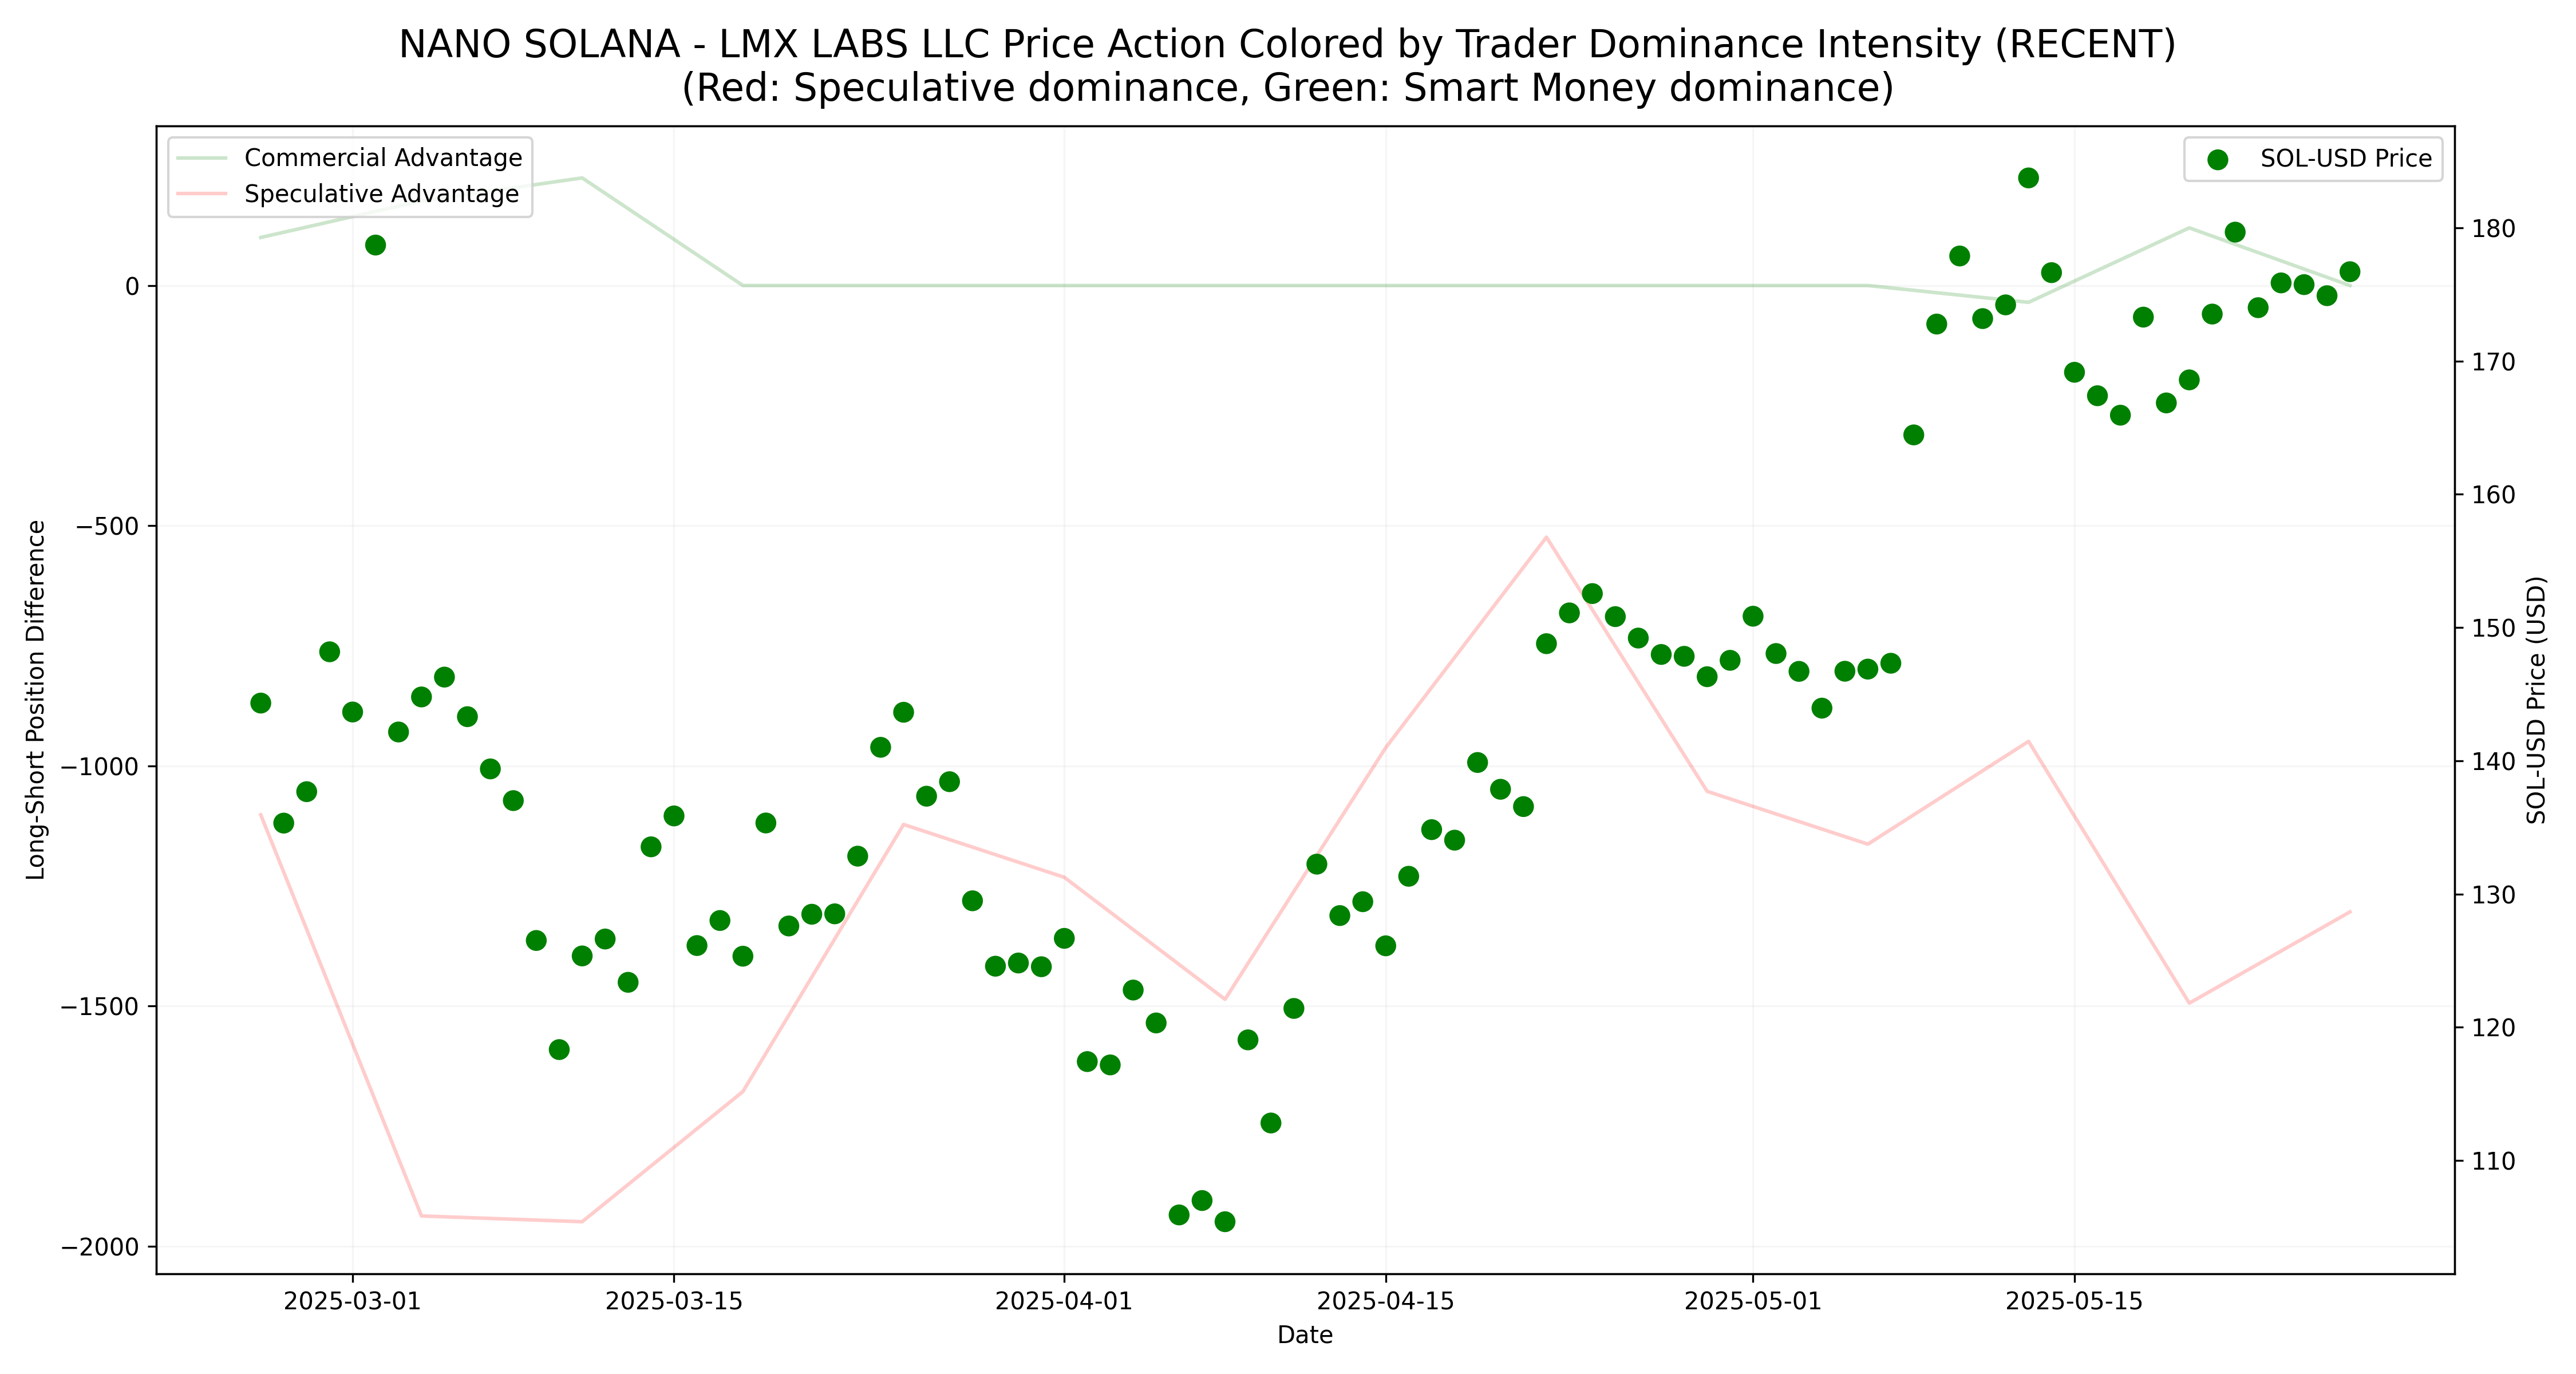 NANO SOLANA - LMX LABS LLC Price Action Colored by Trader Dominance Intensity (RECENT)
(Red: Speculative dominance, Green: Smart Money dominance)
Commercial Advantage
Speculative Advantage
SOL-USD Price
0
−500
−1000
−1500
−2000
Long-Short Position Difference
180
170
160
150
140
130
120
110
SOL-USD Price (USD)
2025-03-01
2025-03-15
2025-04-01
2025-04-15
2025-05-01
2025-05-15
Date